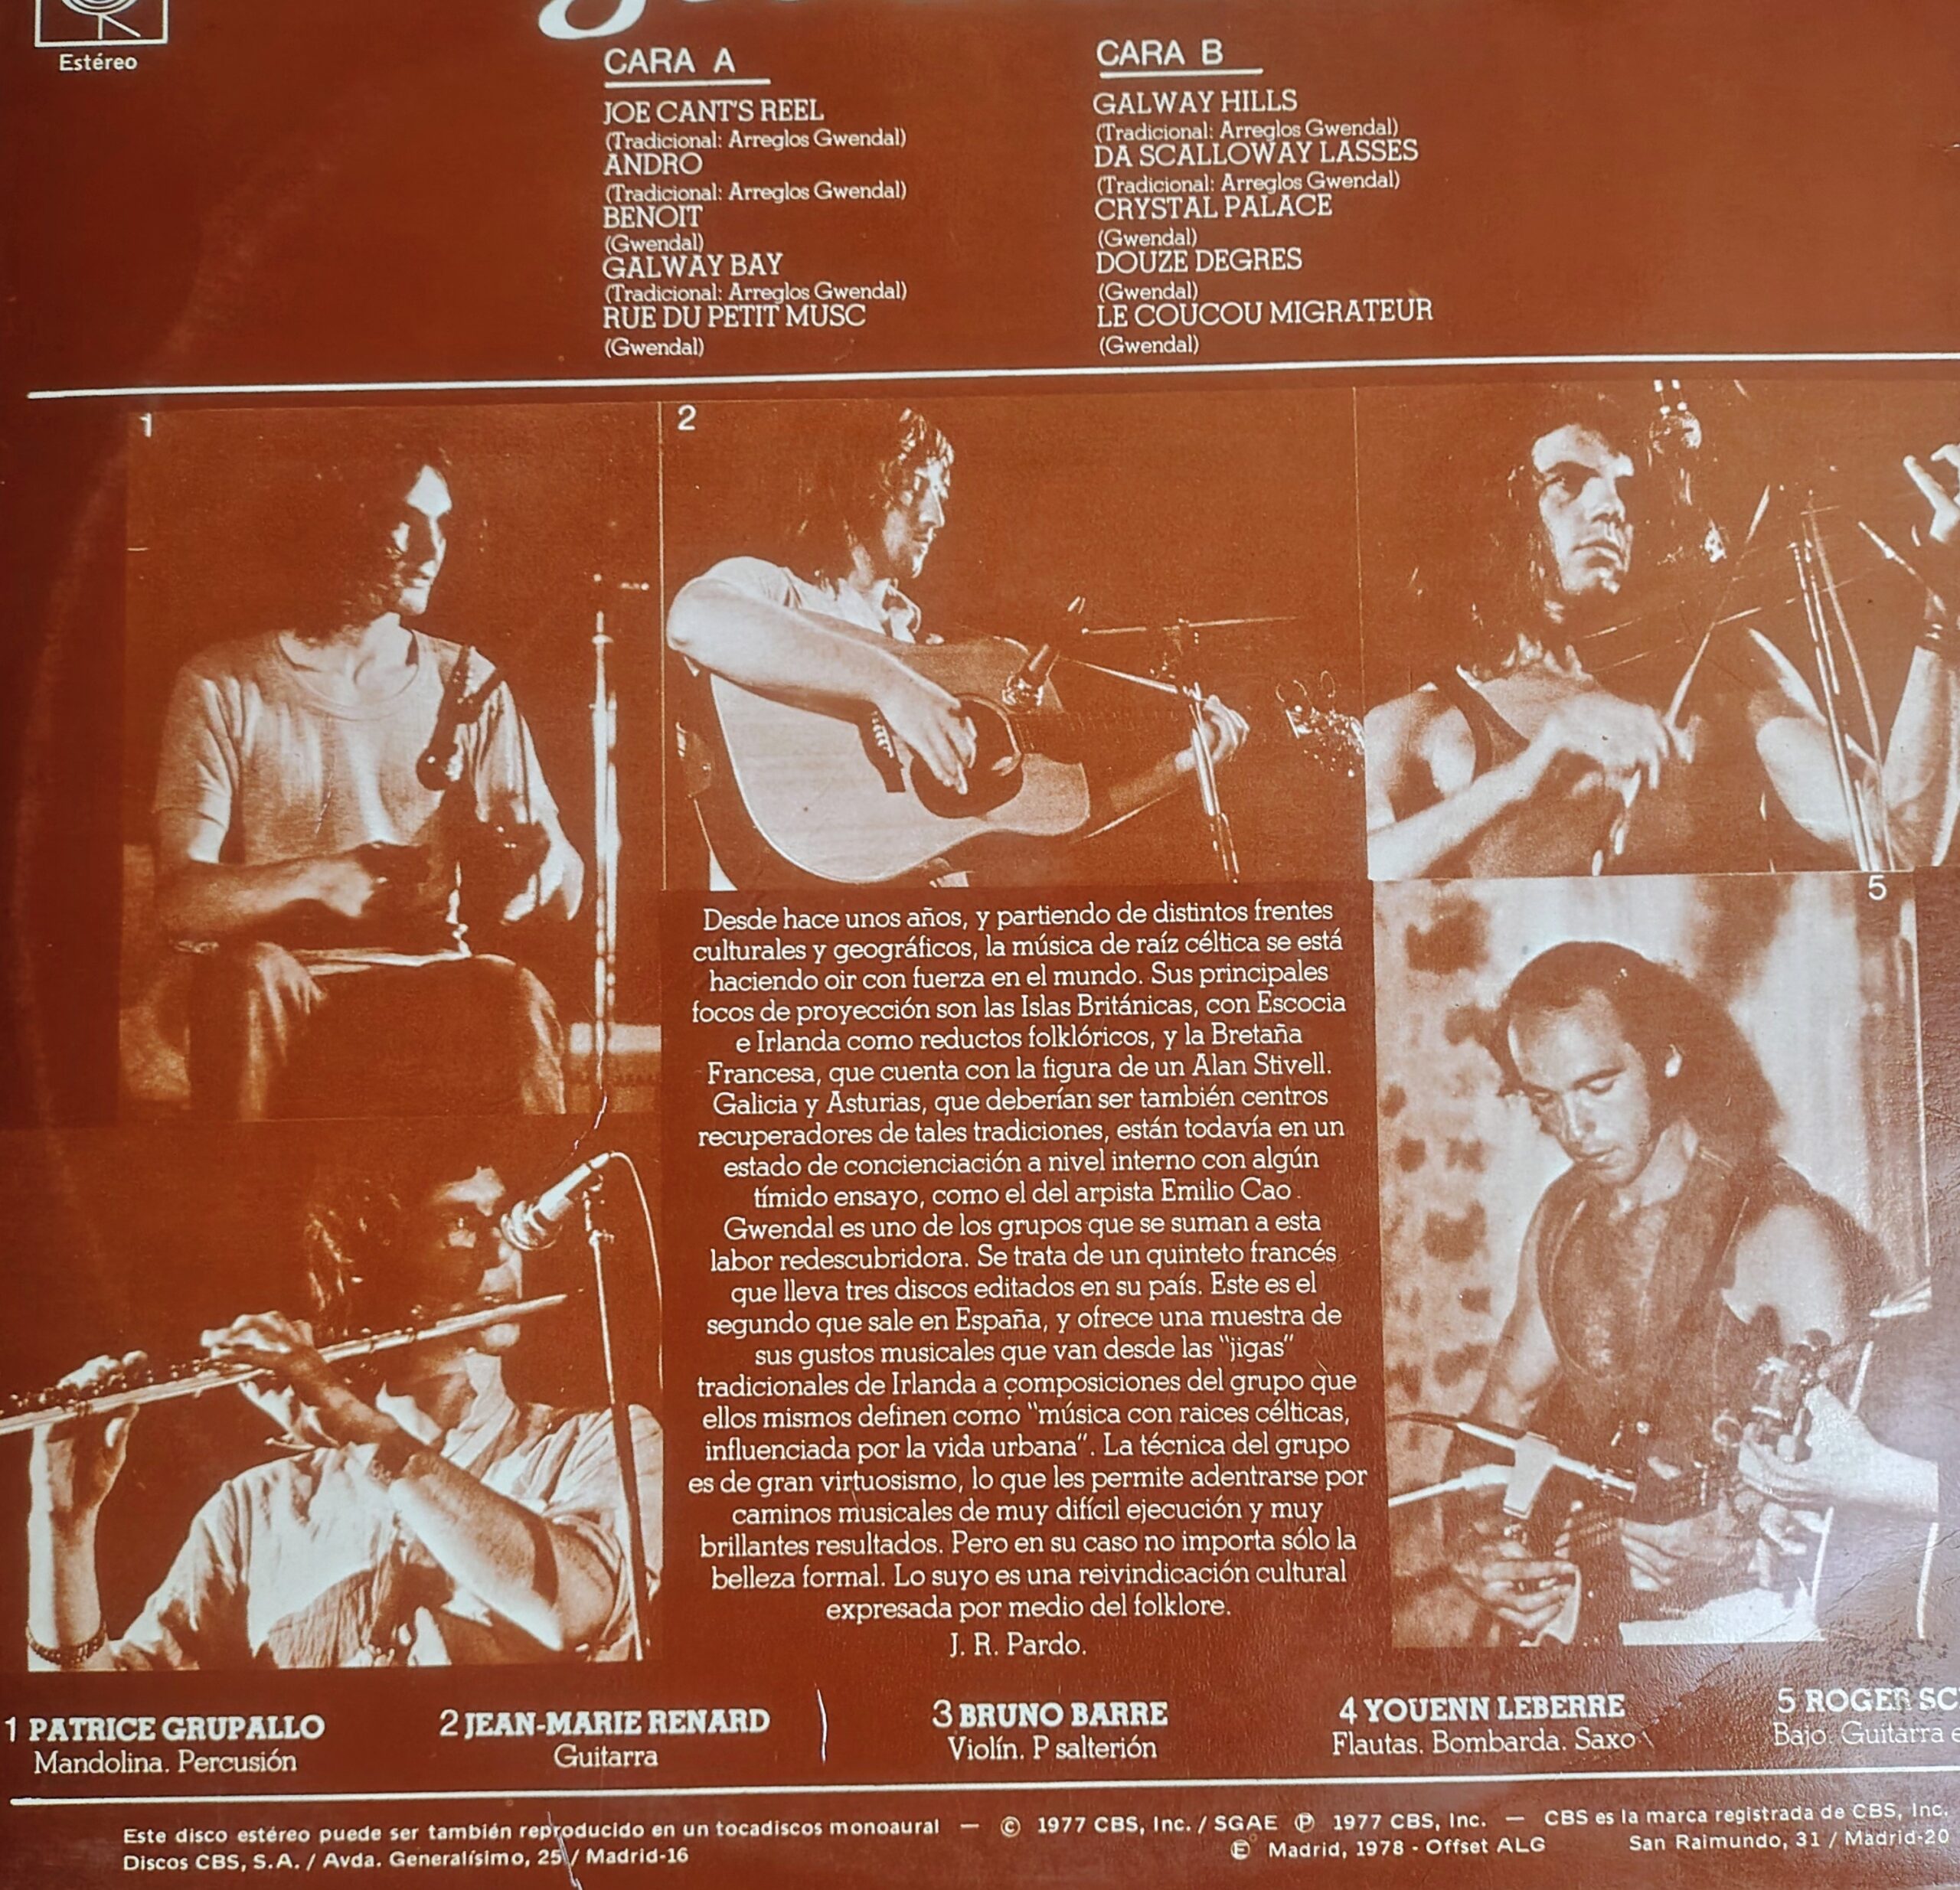 Estéreo
CARA A
JOE CANT'S REEL
(Tradicional: Arreglos Gwendal)
ANDRO
(Tradicional: Arreglos Gwendal)
BENOIT
(Gwendal)
GALWAY BAY
(Tradicional: Arreglos Gwendal)
RUE DU PETIT MUSC
(Gwendal)
CARA B
GALWAY HILLS
(Tradicional: Arreglos Gwendal)
DA SCALLOWAY LASSES
(Tradicional: Arreglos Gwendal)
CRYSTAL PALACE
(Gwendal)
DOUZE DEGRES
(Gwendal)
LE COUCOU MIGRATEUR
(Gwendal)
1
2
5
Desde hace unos años, y partiendo de distintos frentes
culturales y geográficos, la música de raíz céltica se está
haciendo oir con fuerza en el mundo. Sus principales
focos de proyección son las Islas Británicas, con Escocia
e Irlanda como reductos folklóricos, y la Bretaña
Francesa, que cuenta con la figura de un Alan Stivell.
Galicia y Asturias, que deberían ser también centros
recuperadores de tales tradiciones, están todavía en un
estado de concienciación a nivel interno con algún
tímido ensayo, como el del arpista Emilio Cao.
Gwendal es uno de los grupos que se suman a esta
labor redescubridora. Se trata de un quinteto francés
que lleva tres discos editados en su país. Este es el
segundo que sale en España, y ofrece una muestra de
sus gustos musicales que van desde las "jigas"
tradicionales de Irlanda a composiciones del grupo que
ellos mismos definen como "música con raices célticas,
influenciada por la vida urbana". La técnica del grupo
es de gran virtuosismo, lo que les permite adentrarse por
caminos musicales de muy difícil ejecución y muy
brillantes resultados. Pero en su caso no importa sólo la
belleza formal. Lo suyo es una reivindicación cultural
expresada por medio del folklore.
J. R. Pardo.
1 PATRICE GRUPALLO
Mandolina. Percusión
2 JEAN-MARIE RENARD
Guitarra
3 BRUNO BARRE
Violín. P salterión
4 YOUENN LEBERRE
Flautas. Bombarda. Saxo
5 ROGER SC
Bajo. Guitarra
Este disco estéreo puede ser también reproducido en un tocadiscos monoaural — © 1977 CBS, Inc. / SGAE Ⓟ 1977 CBS, Inc. — CBS es la marca registrada de CBS, Inc.
Discos CBS, S.A. / Avda. Generalísimo, 25 / Madrid-16 Ⓔ Madrid, 1978 - Offset ALG San Raimundo, 31 / Madrid-20